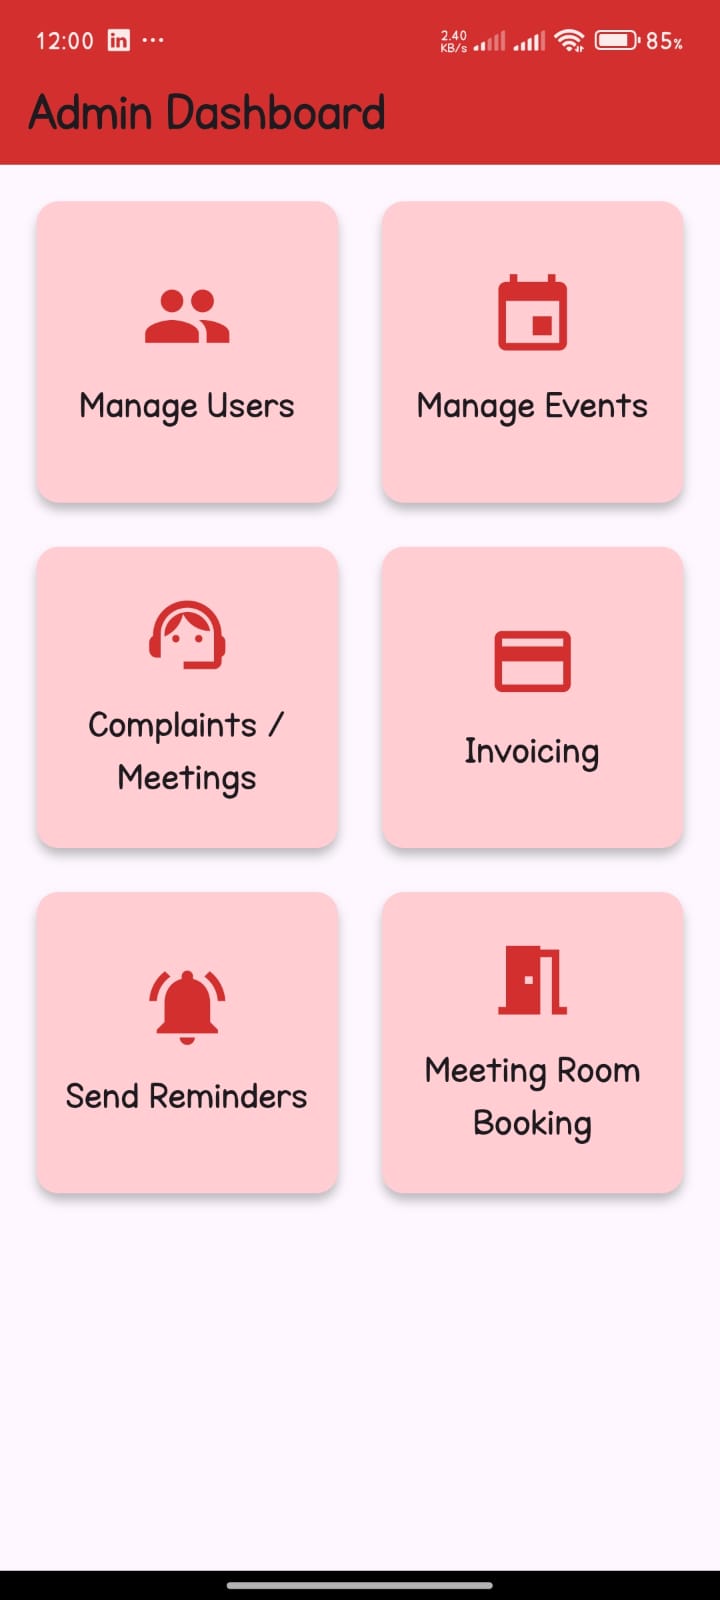 12:00 in ... 2.40 KB/s 85%
Admin Dashboard
Manage Users
Manage Events
Complaints /
Meetings
Invoicing
Send Reminders
Meeting Room
Booking